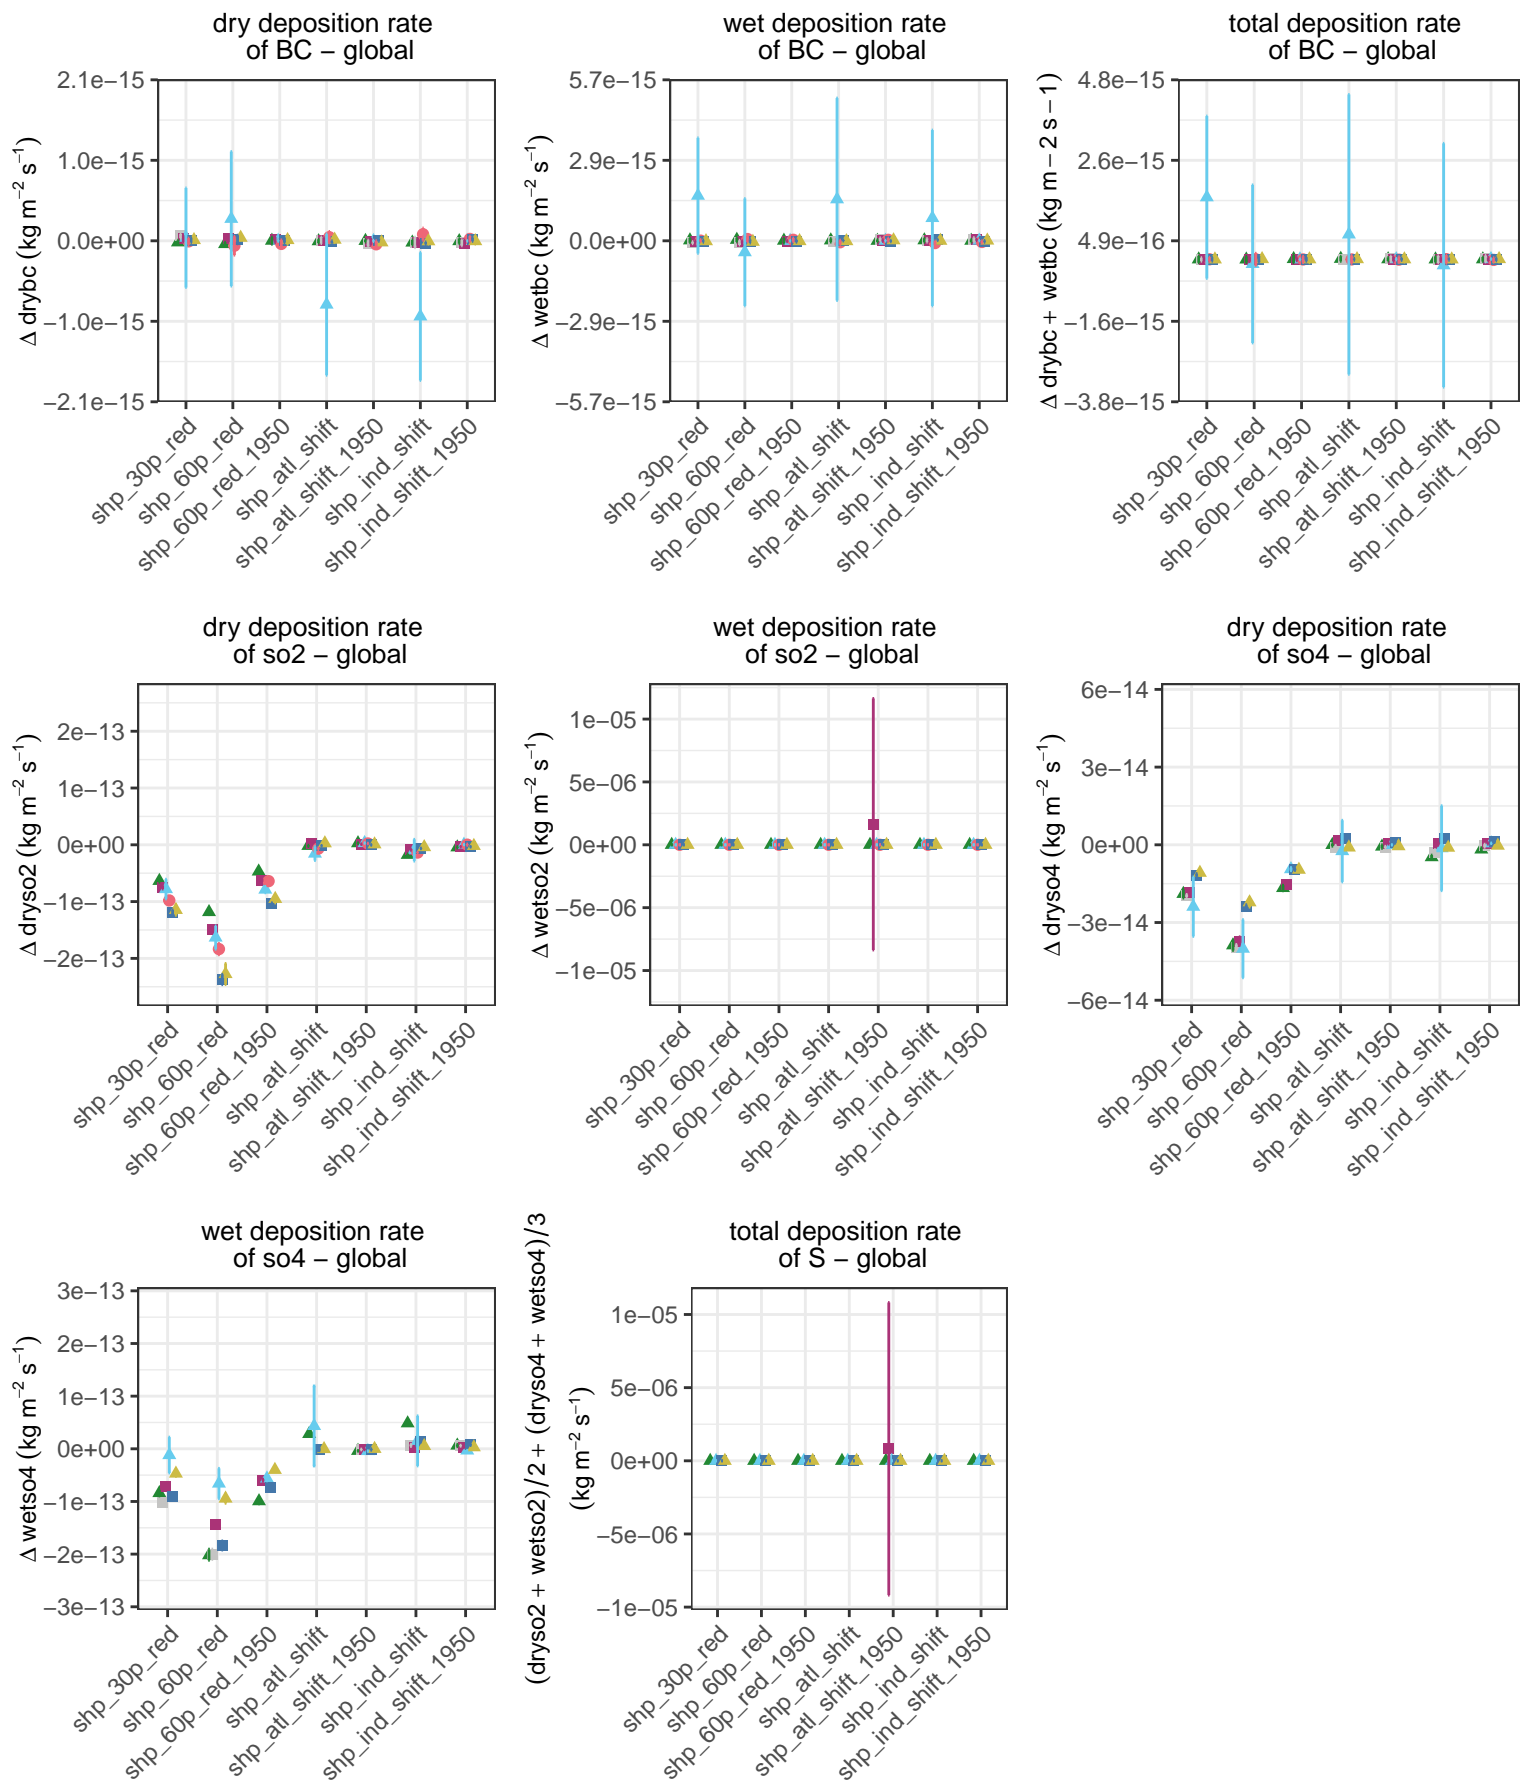 dry deposition rate
of BC – global
Δ drybc (kg m−2 s−1)
2.1e−15
1.0e−15
0.0e+00
−1.0e−15
−2.1e−15
shp_30p_red
shp_60p_red
shp_60p_red_1950
shp_atl_shift
shp_atl_shift_1950
shp_ind_shift
shp_ind_shift_1950
wet deposition rate
of BC – global
Δ wetbc (kg m−2 s−1)
5.7e−15
2.9e−15
0.0e+00
−2.9e−15
−5.7e−15
shp_30p_red
shp_60p_red
shp_60p_red_1950
shp_atl_shift
shp_atl_shift_1950
shp_ind_shift
shp_ind_shift_1950
total deposition rate
of BC – global
Δ drybc + wetbc (kg m − 2 s − 1)
4.8e−15
2.6e−15
4.9e−16
−1.6e−15
−3.8e−15
shp_30p_red
shp_60p_red
shp_60p_red_1950
shp_atl_shift
shp_atl_shift_1950
shp_ind_shift
shp_ind_shift_1950
dry deposition rate
of so2 – global
Δ dryso2 (kg m−2 s−1)
2e−13
1e−13
0e+00
−1e−13
−2e−13
shp_30p_red
shp_60p_red
shp_60p_red_1950
shp_atl_shift
shp_atl_shift_1950
shp_ind_shift
shp_ind_shift_1950
wet deposition rate
of so2 – global
Δ wetso2 (kg m−2 s−1)
1e−05
5e−06
0e+00
−5e−06
−1e−05
shp_30p_red
shp_60p_red
shp_60p_red_1950
shp_atl_shift
shp_atl_shift_1950
shp_ind_shift
shp_ind_shift_1950
dry deposition rate
of so4 – global
Δ dryso4 (kg m−2 s−1)
6e−14
3e−14
0e+00
−3e−14
−6e−14
shp_30p_red
shp_60p_red
shp_60p_red_1950
shp_atl_shift
shp_atl_shift_1950
shp_ind_shift
shp_ind_shift_1950
wet deposition rate
of so4 – global
Δ wetso4 (kg m−2 s−1)
3e−13
2e−13
1e−13
0e+00
−1e−13
−2e−13
−3e−13
shp_30p_red
shp_60p_red
shp_60p_red_1950
shp_atl_shift
shp_atl_shift_1950
shp_ind_shift
shp_ind_shift_1950
total deposition rate
of S – global
(dryso2 + wetso2)/2 + (dryso4 + wetso4)/3
(kg m−2 s−1)
1e−05
5e−06
0e+00
−5e−06
−1e−05
shp_30p_red
shp_60p_red
shp_60p_red_1950
shp_atl_shift
shp_atl_shift_1950
shp_ind_shift
shp_ind_shift_1950